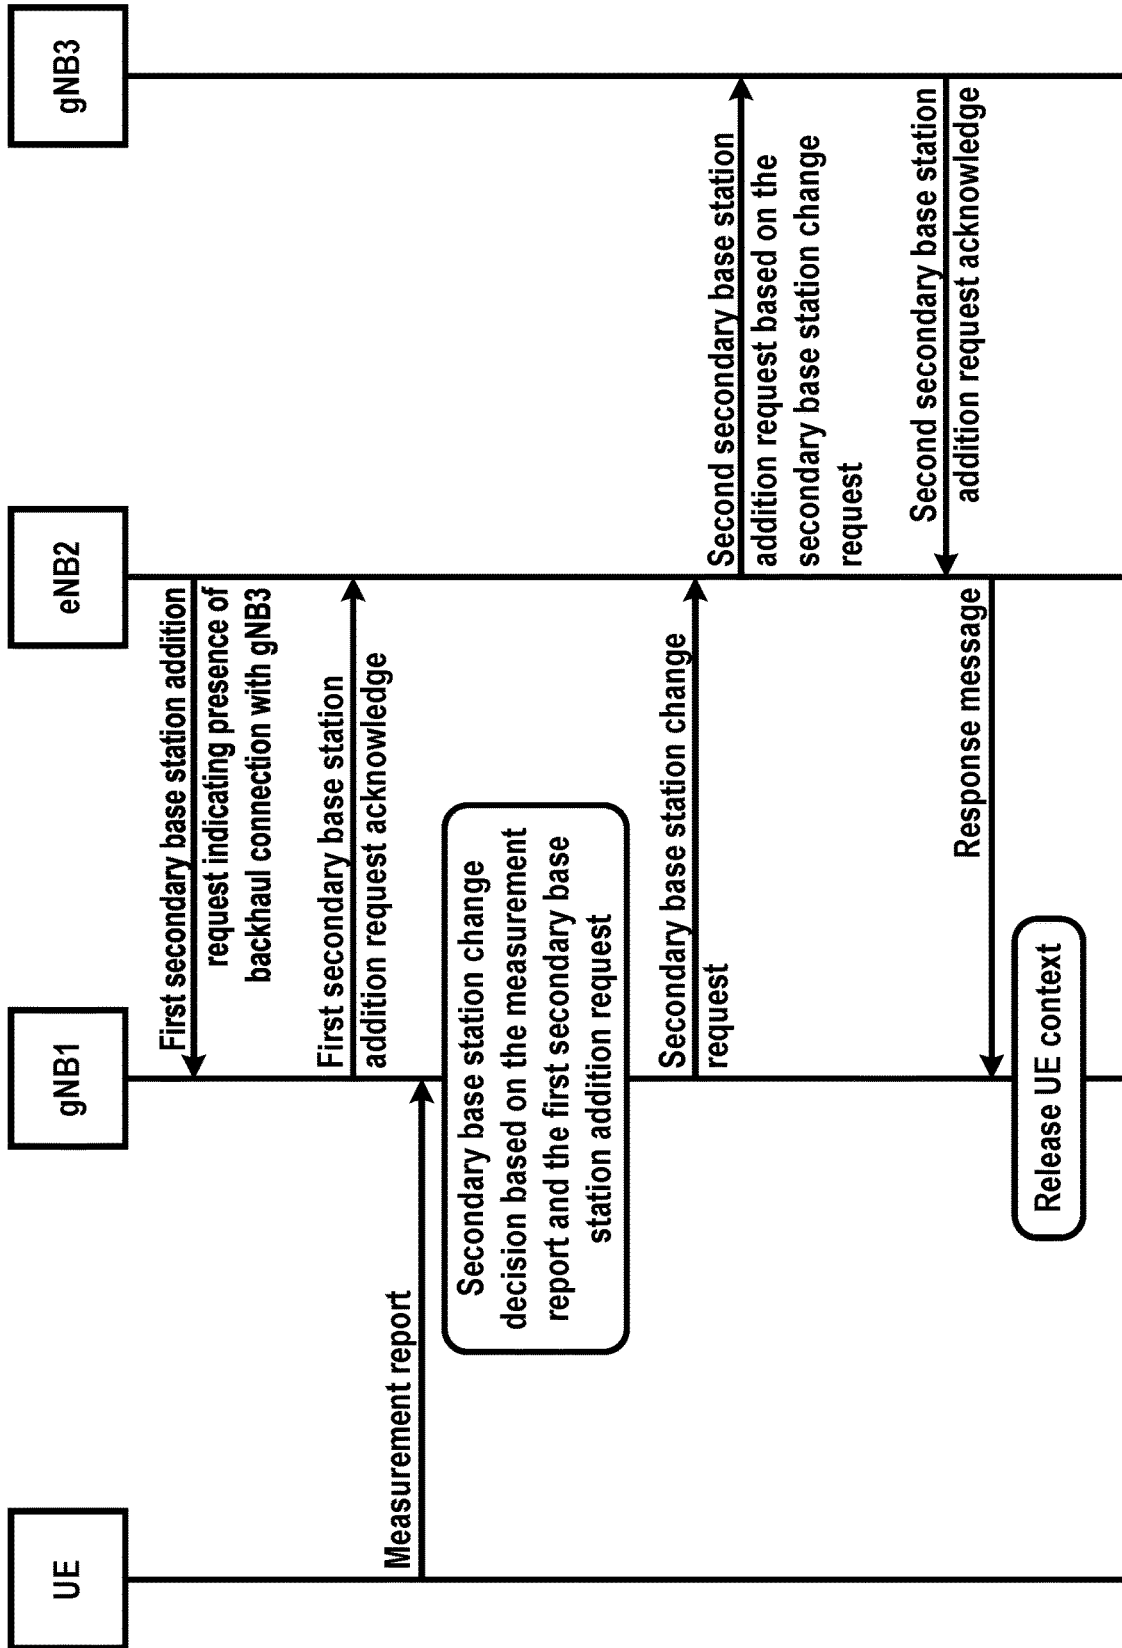 UE
gNB1
eNB2
gNB3
First secondary base station addition
request indicating presence of
backhaul connection with gNB3
First secondary base station
addition request acknowledge
Measurement report
Secondary base station change
decision based on the measurement
report and the first secondary base
station addition request
Secondary base station change
request
Second secondary base station
addition request based on the
secondary base station change
request
Second secondary base station
addition request acknowledge
Response message
Release UE context